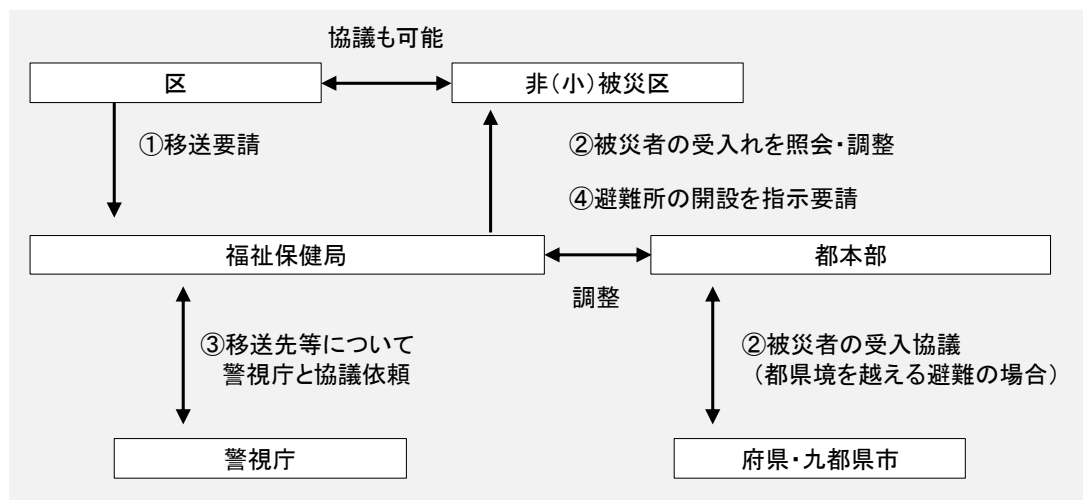 協議も可能
区
非(小)被災区
①移送要請
②被災者の受入れを照会・調整
④避難所の開設を指示要請
福祉保健局
都本部
調整
③移送先等について
警視庁と協議依頼
②被災者の受入協議
(都県境を越える避難の場合)
警視庁
府県・九都県市